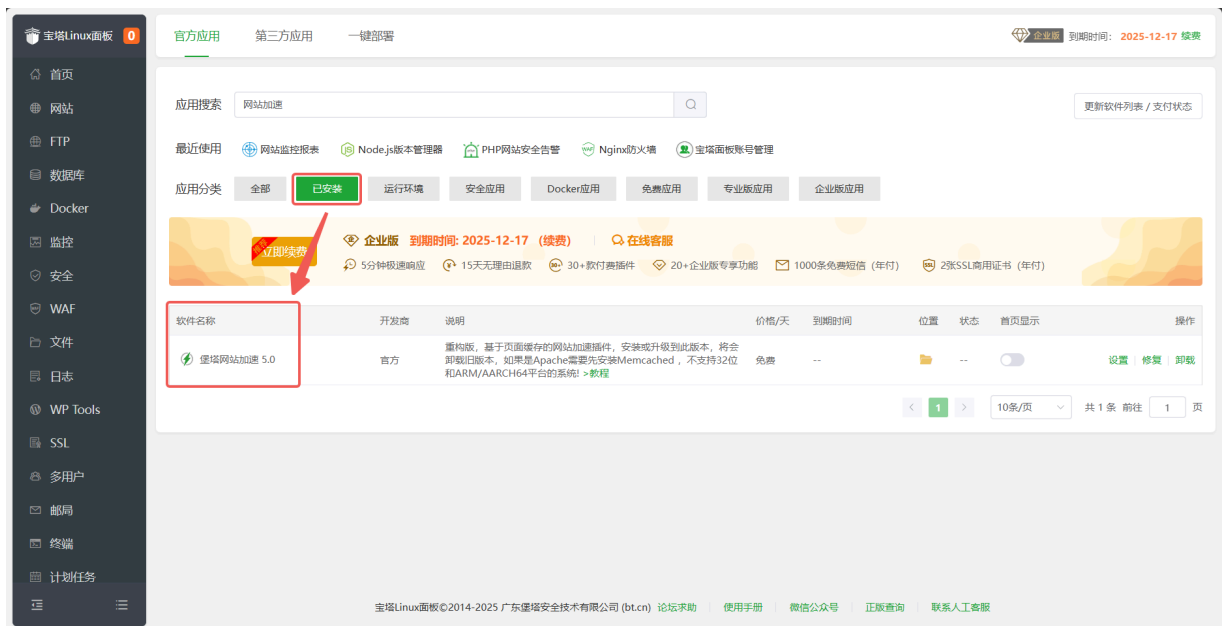 宝塔Linux面板 0
首页
网站
FTP
数据库
Docker
监控
安全
WAF
文件
日志
WP Tools
SSL
多用户
邮局
终端
计划任务
官方应用 第三方应用 一键部署
企业版 到期时间: 2025-12-17 续费
应用搜索 网站加速 更新软件列表 / 支付状态
最近使用 网站监控报表 Node.js版本管理器 PHP网站安全告警 Nginx防火墙 宝塔面板账号管理
应用分类 全部 已安装 运行环境 安全应用 Docker应用 免费应用 专业版应用 企业版应用
推荐 立即续费 企业版 到期时间: 2025-12-17 (续费) 在线客服
5分钟极速响应 15天无理由退款 30+款付费插件 20+企业版专享功能 1000条免费短信 (年付) 2张SSL商用证书 (年付)
软件名称 开发商 说明 价格/天 到期时间 位置 状态 首页显示 操作
堡塔网站加速 5.0 官方 重构版，基于页面缓存的网站加速插件，安装或升级到此版本，将会
卸载旧版本，如果是Apache需要先安装Memcached ，不支持32位
和ARM/AARCH64平台的系统! >教程
免费 -- -- 设置 修复 卸载
< 1 > 10条/页 共 1 条 前往 1 页
宝塔Linux面板©2014-2025 广东堡塔安全技术有限公司 (bt.cn) 论坛求助 使用手册 微信公众号 正版查询 联系人工客服